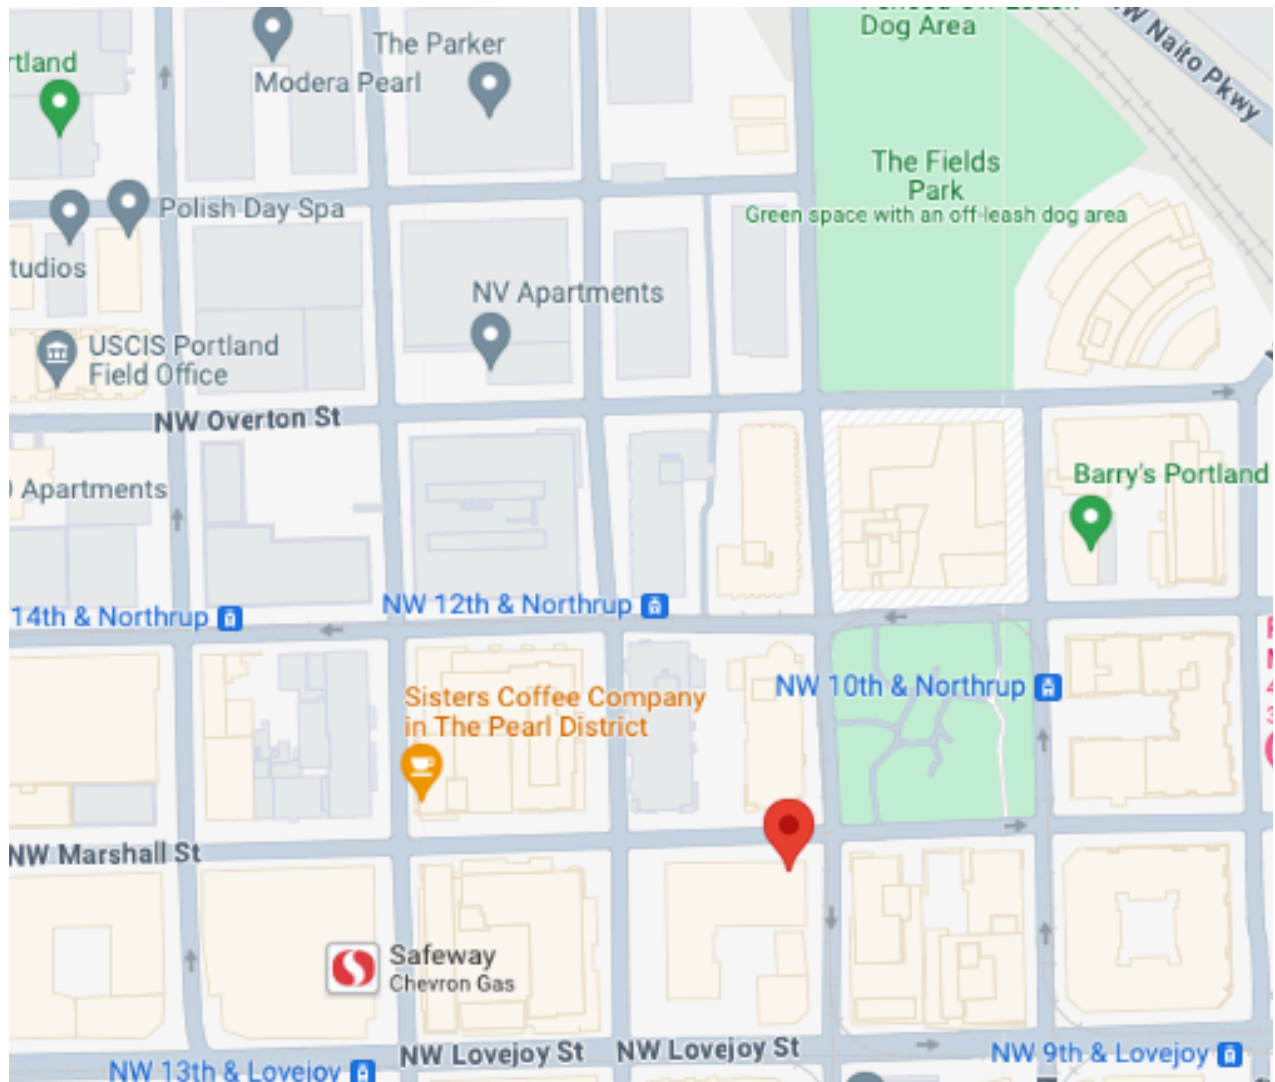 The Parker
Modera Pearl
rtland
Dog Area
NW Naito Pkwy
The Fields
Park
Green space with an off-leash dog area
Polish Day Spa
tudios
NV Apartments
USCIS Portland
Field Office
NW Overton St
Apartments
Barry's Portland
14th & Northrup
NW 12th & Northrup
Sisters Coffee Company
in The Pearl District
NW 10th & Northrup
NW Marshall St
Safeway
Chevron Gas
NW Lovejoy St
NW Lovejoy St
NW 9th & Lovejoy
NW 13th & Lovejoy